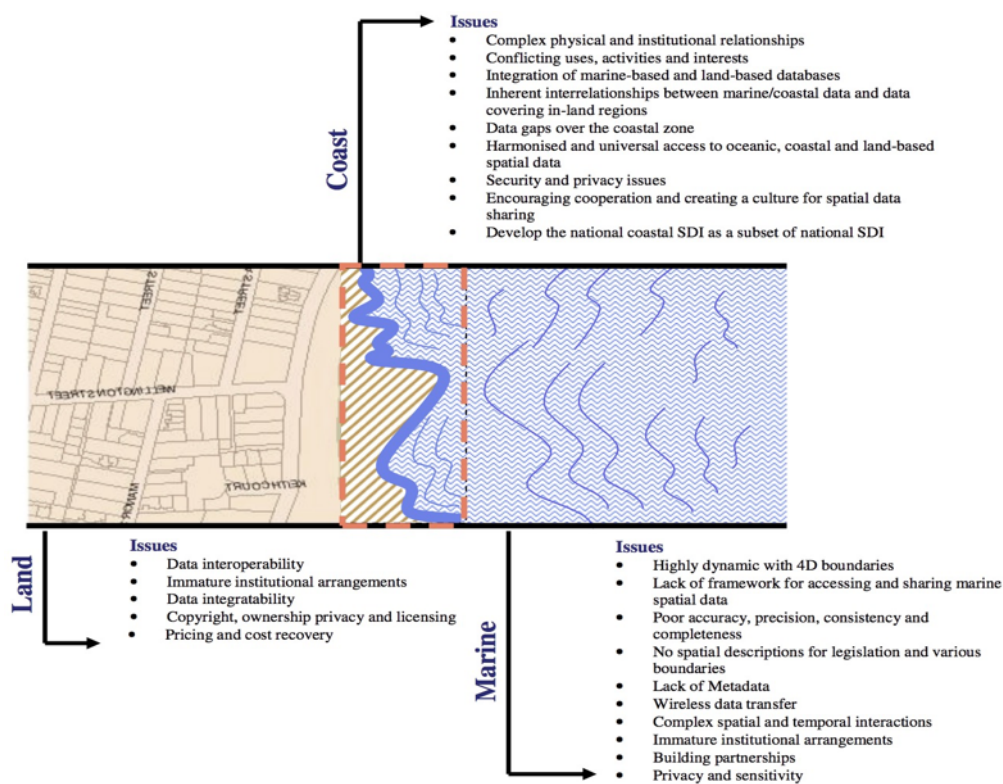 Coast
Issues
• Complex physical and institutional relationships
• Conflicting uses, activities and interests
• Integration of marine-based and land-based databases
• Inherent interrelationships between marine/coastal data and data
covering in-land regions
• Data gaps over the coastal zone
• Harmonised and universal access to oceanic, coastal and land-based
spatial data
• Security and privacy issues
• Encouraging cooperation and creating a culture for spatial data
sharing
• Develop the national coastal SDI as a subset of national SDI
STREET
STREET
WELLINGTON STREET
KEITH COURT
MANOR
Land
Issues
• Data interoperability
• Immature institutional arrangements
• Data integratability
• Copyright, ownership privacy and licensing
• Pricing and cost recovery
Marine
Issues
• Highly dynamic with 4D boundaries
• Lack of framework for accessing and sharing marine
spatial data
• Poor accuracy, precision, consistency and
completeness
• No spatial descriptions for legislation and various
boundaries
• Lack of Metadata
• Wireless data transfer
• Complex spatial and temporal interactions
• Immature institutional arrangements
• Building partnerships
• Privacy and sensitivity